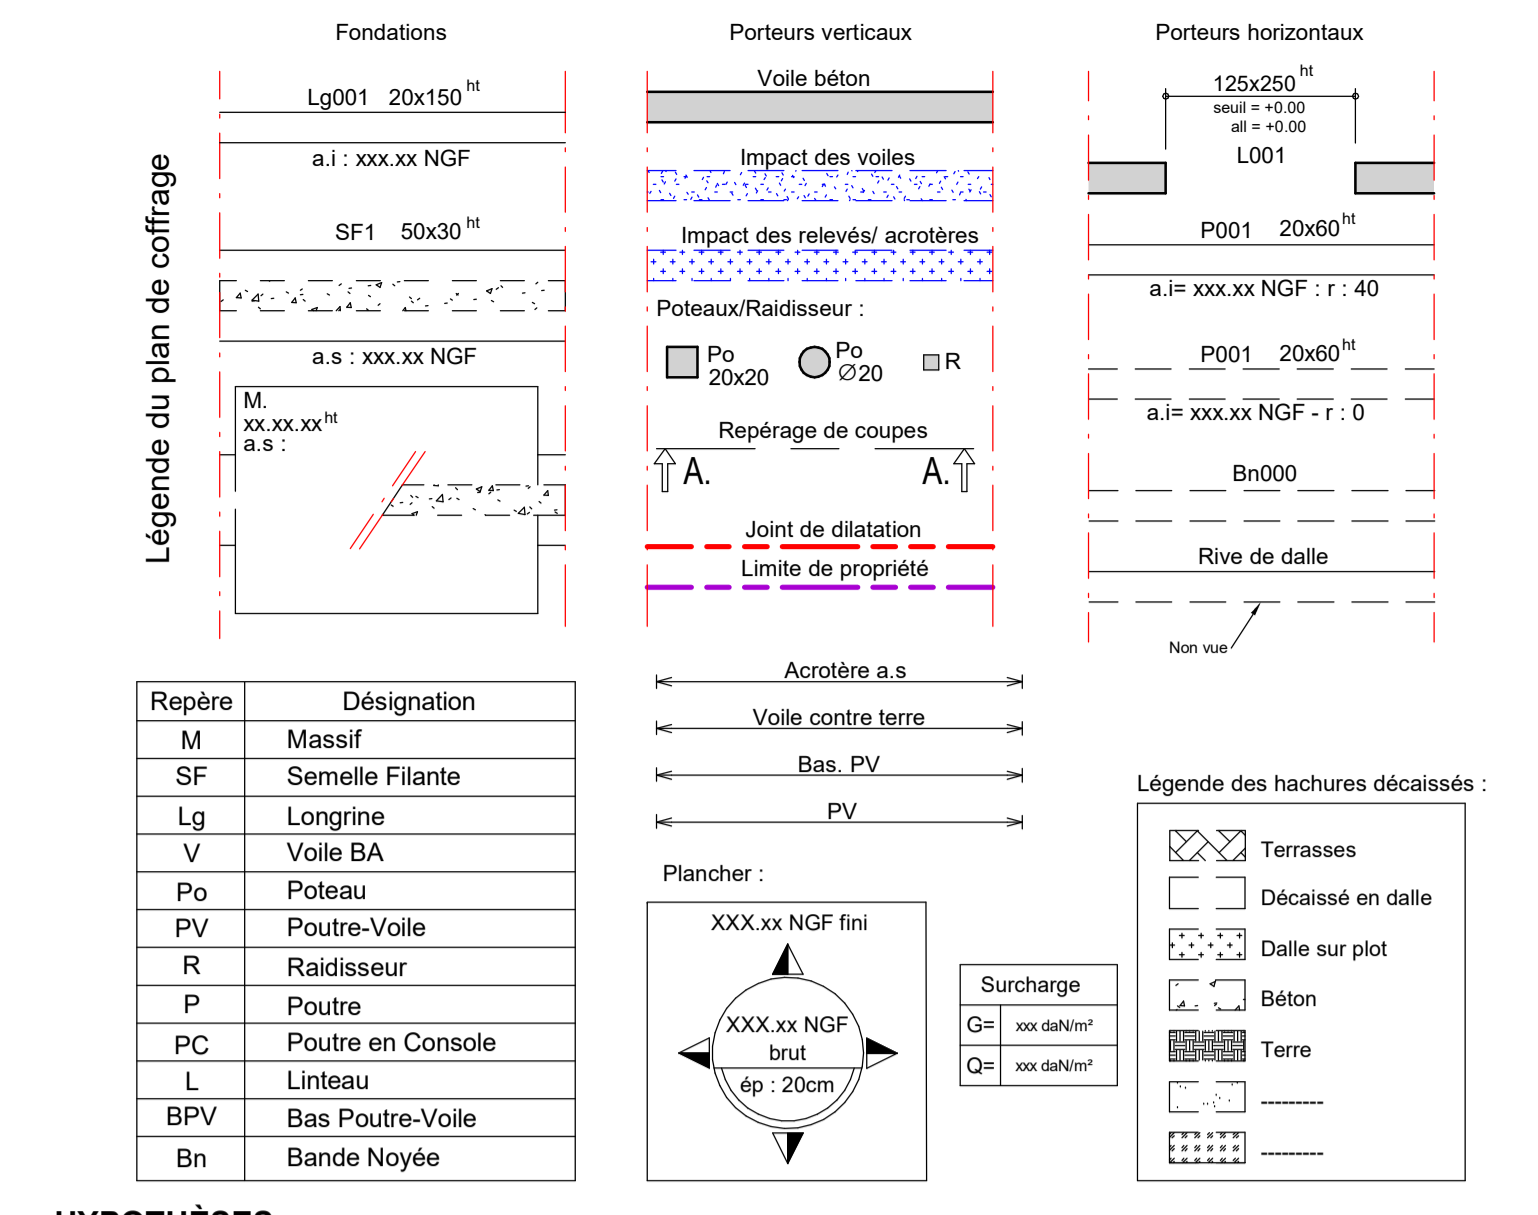 Légende du plan de coffrage
Fondations
Lg001 20x150 ht
a.i : xxx.xx NGF
SF1 50x30 ht
a.s : xxx.xx NGF
M.
xx.xx.xx ht
a.s :
Porteurs verticaux
Voile béton
Impact des voiles
Impact des relevés/ acrotères
Poteaux/Raidisseur :
Po
20x20
Po
Ø20
R
Repérage de coupes
A. A.
Joint de dilatation
Limite de propriété
Porteurs horizontaux
125x250 ht
seuil = +0.00
all = +0.00
L001
P001 20x60 ht
a.i= xxx.xx NGF : r : 40
P001 20x60 ht
a.i= xxx.xx NGF - r : 0
Bn000
Rive de dalle
Non vue
Repère Désignation
M Massif
SF Semelle Filante
Lg Longrine
V Voile BA
Po Poteau
PV Poutre-Voile
R Raidisseur
P Poutre
PC Poutre en Console
L Linteau
BPV Bas Poutre-Voile
Bn Bande Noyée
Acrotère a.s
Voile contre terre
Bas. PV
PV
Plancher :
XXX.xx NGF fini
XXX.xx NGF
brut
ép : 20cm
Surcharge
G= xxx daN/m²
Q= xxx daN/m²
Légende des hachures décaissés :
Terrasses
Décaissé en dalle
Dalle sur plot
Béton
Terre
---------
---------